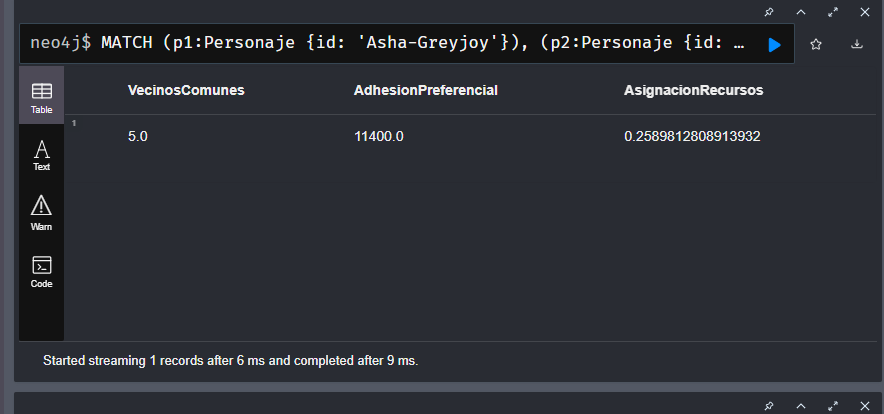 neo4j$ MATCH (p1:Personaje {id: 'Asha-Greyjoy'}), (p2:Personaje {id: …
Table
Text
Warn
Code
VecinosComunes AdhesionPreferencial AsignacionRecursos
1
5.0 11400.0 0.2589812808913932
Started streaming 1 records after 6 ms and completed after 9 ms.